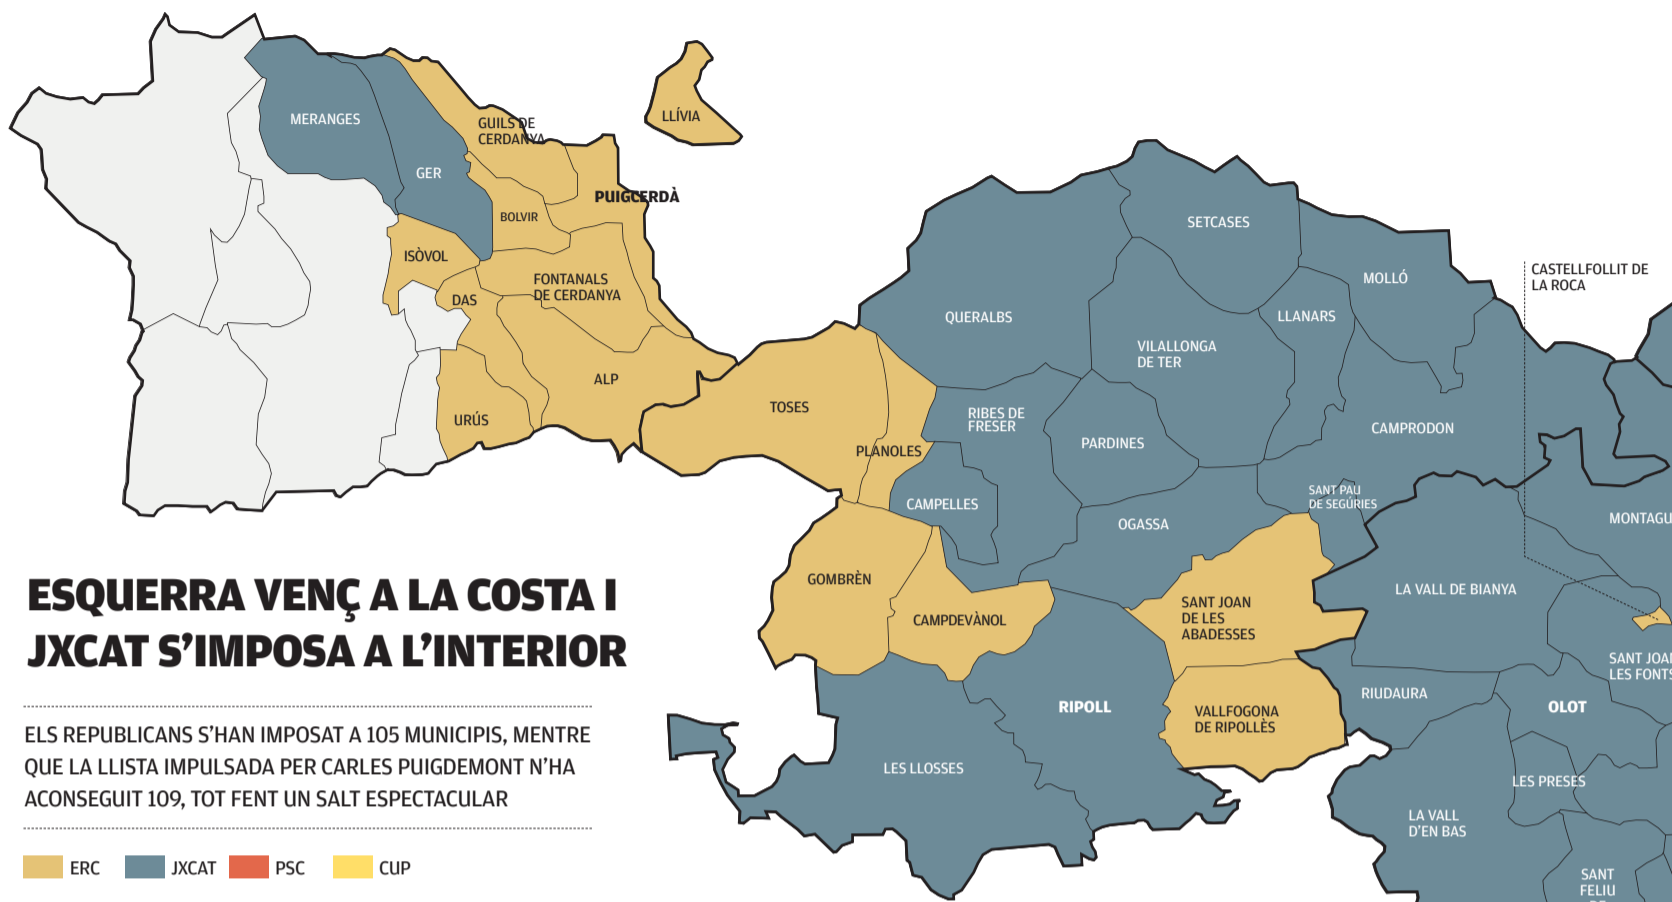 MERANGES
GER
GUILS DE
CERDANYA
LLÍVIA
PUIGCERDÀ
BOLVIR
ISÒVOL
DAS
FONTANALS
DE CERDANYA
ALP
URÚS
SETCASES
MOLLÓ
CASTELLFOLLIT DE
LA ROCA
QUERALBS
LLANARS
VILALLONGA
DE TER
TOSES
RIBES DE
FRESER
PARDINES
CAMPRODON
PLANOLES
CAMPELLES
SANT PAU
DE SEGÚRIES
OGASSA
MONTAGU
GOMBRÈN
CAMPDEVÀNOL
SANT JOAN
DE LES
ABADESSES
LA VALL DE BIANYA
SANT JOAN
LES FONTS
RIPOLL
VALLFOGONA
DE RIPOLLÈS
RIUDAURA
OLOT
LES LLOSSES
LES PRESES
LA VALL
D'EN BAS
SANT
FELIU
ESQUERRA VENÇ A LA COSTA I
JXCAT S'IMPOSA A L'INTERIOR
ELS REPUBLICANS S'HAN IMPOSAT A 105 MUNICIPIS, MENTRE
QUE LA LLISTA IMPULSADA PER CARLES PUIGDEMONT N'HA
ACONSEGUIT 109, TOT FENT UN SALT ESPECTACULAR
ERC
JXCAT
PSC
CUP